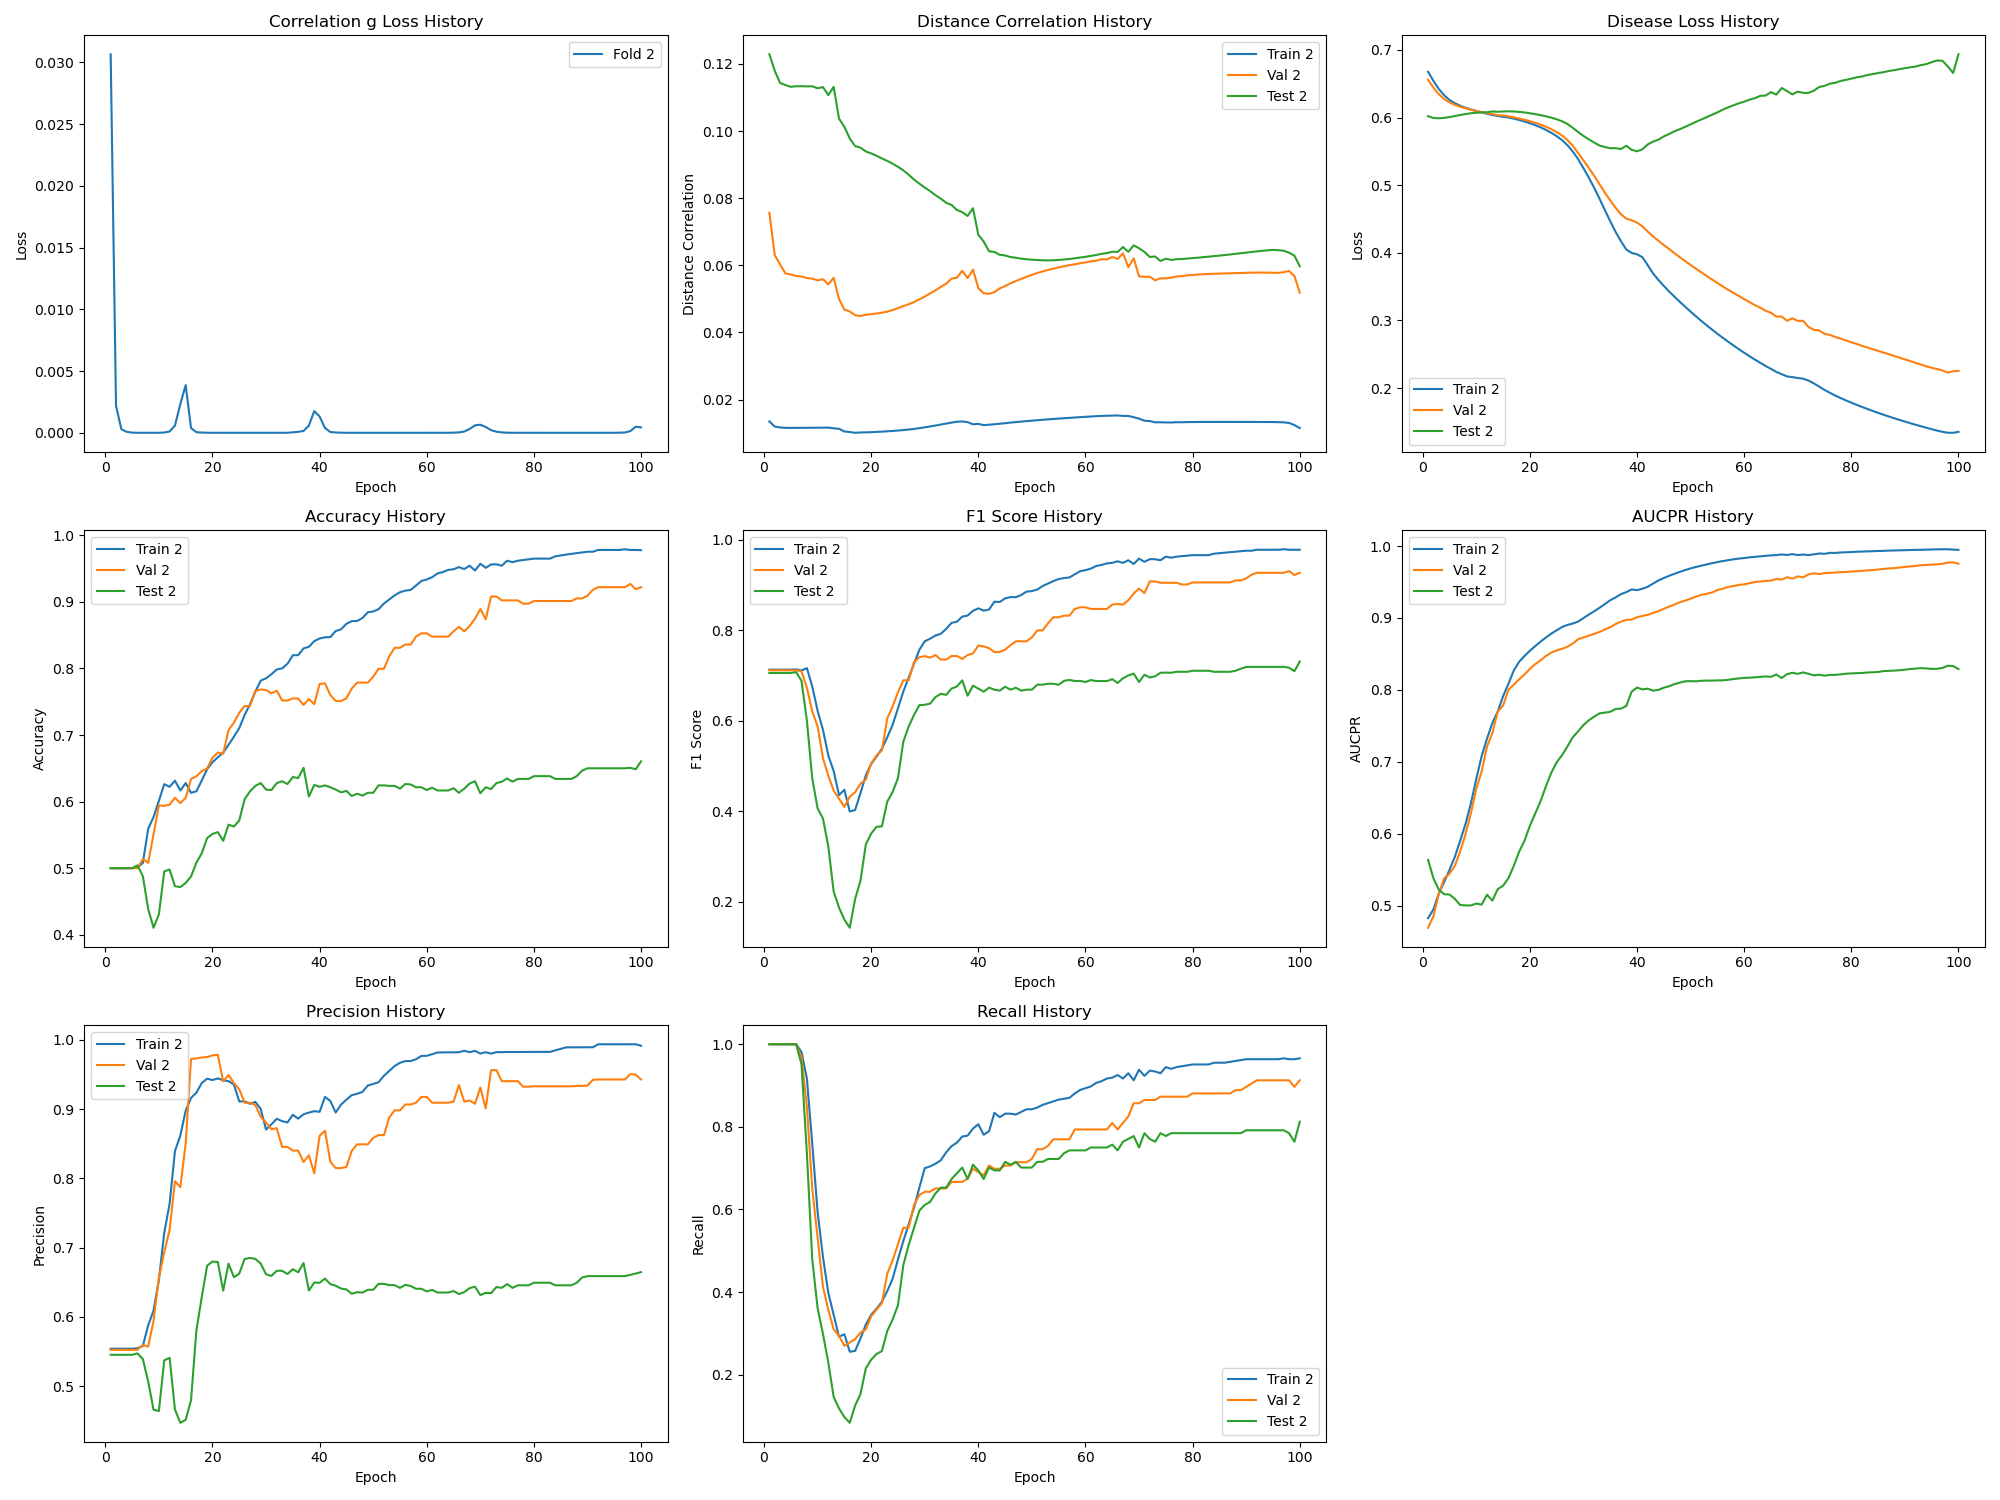 Correlation g Loss History
Distance Correlation History
Disease Loss History
Loss
0.030
0.025
0.020
0.015
0.010
0.005
0.000
Fold 2
0 20 40 60 80 100
Epoch
Distance Correlation
0.12
0.10
0.08
0.06
0.04
0.02
Train 2
Val 2
Test 2
0 20 40 60 80 100
Epoch
Loss
0.7
0.6
0.5
0.4
0.3
0.2
Train 2
Val 2
Test 2
0 20 40 60 80 100
Epoch
Accuracy History
F1 Score History
AUCPR History
Accuracy
1.0
0.9
0.8
0.7
0.6
0.5
0.4
Train 2
Val 2
Test 2
0 20 40 60 80 100
Epoch
F1 Score
1.0
0.8
0.6
0.4
0.2
Train 2
Val 2
Test 2
0 20 40 60 80 100
Epoch
AUCPR
1.0
0.9
0.8
0.7
0.6
0.5
Train 2
Val 2
Test 2
0 20 40 60 80 100
Epoch
Precision History
Recall History
Precision
1.0
0.9
0.8
0.7
0.6
0.5
Train 2
Val 2
Test 2
0 20 40 60 80 100
Epoch
Recall
1.0
0.8
0.6
0.4
0.2
Train 2
Val 2
Test 2
0 20 40 60 80 100
Epoch